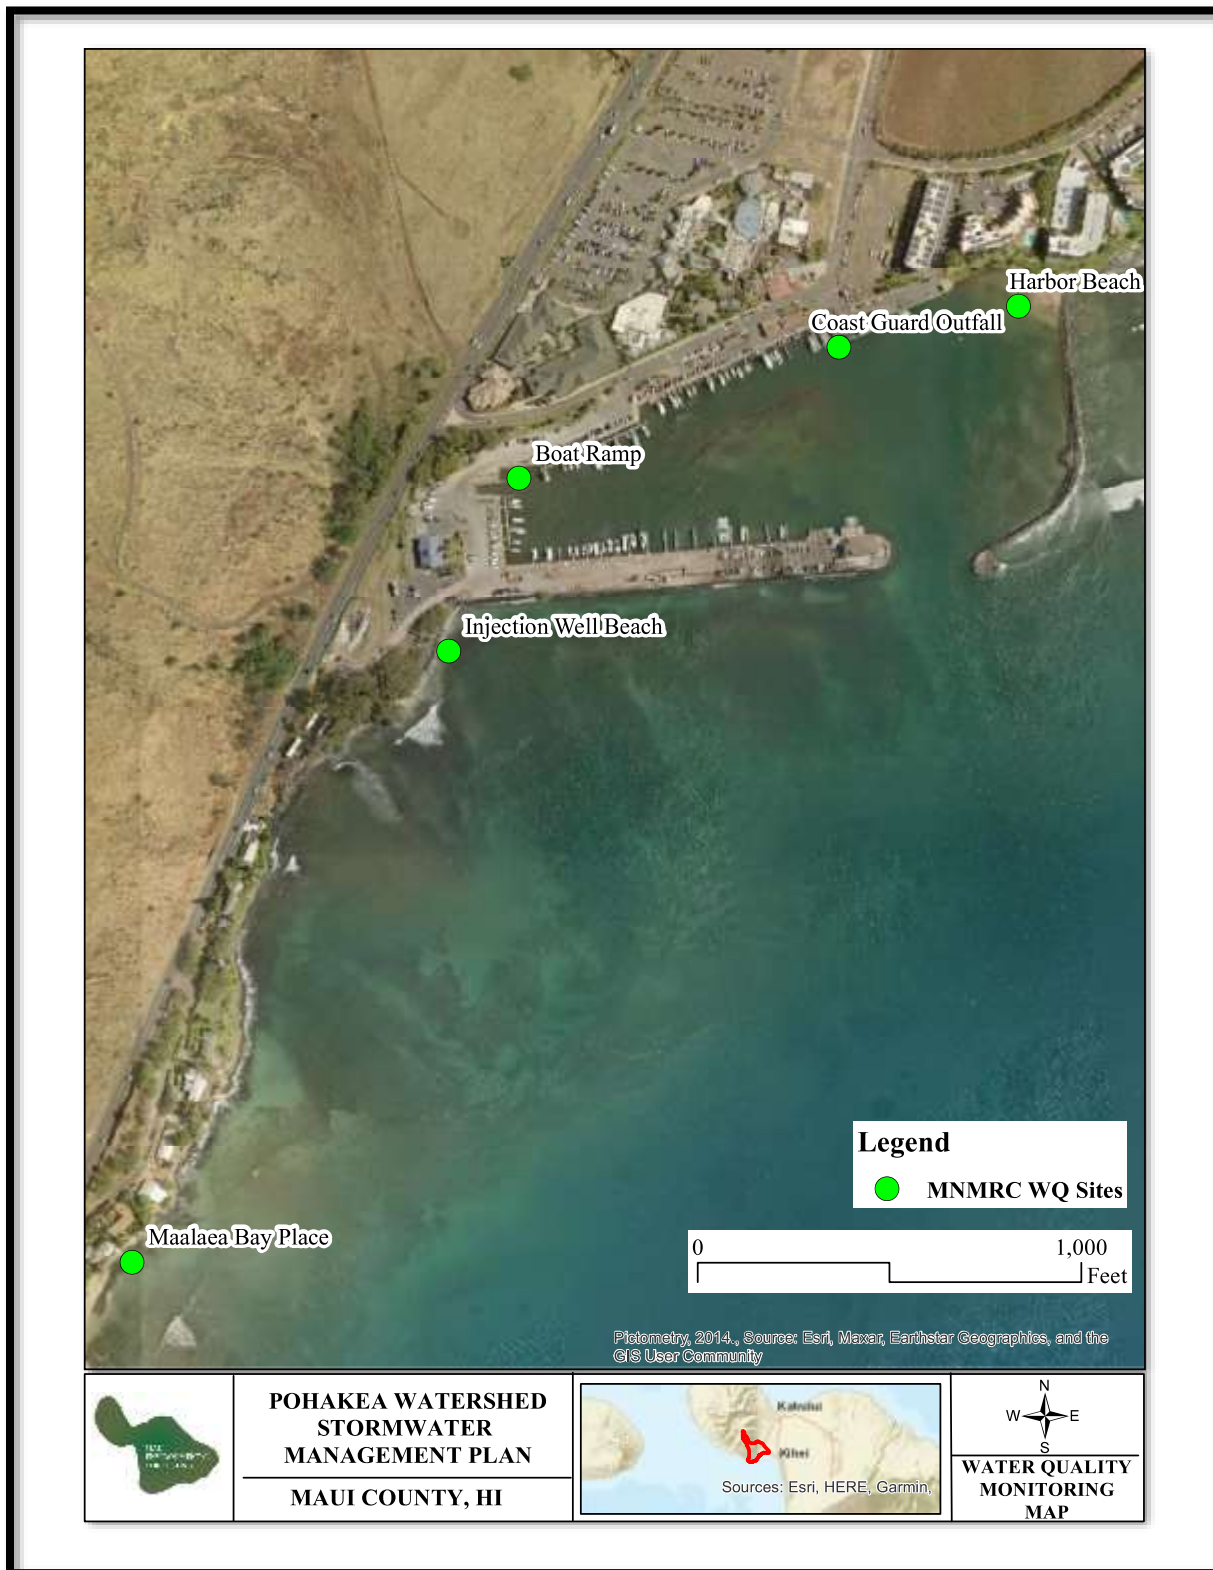 Harbor Beach
Coast Guard Outfall
Boat Ramp
Injection Well Beach
Maalaea Bay Place
Legend
MNMRC WQ Sites
0 1,000
Feet
Pictometry, 2014., Source: Esri, Maxar, Earthstar Geographics, and the
GIS User Community
POHAKEA WATERSHED
STORMWATER
MANAGEMENT PLAN
MAUI COUNTY, HI
Kahului
Kihei
Sources: Esri, HERE, Garmin,
N
W E
S
WATER QUALITY
MONITORING
MAP